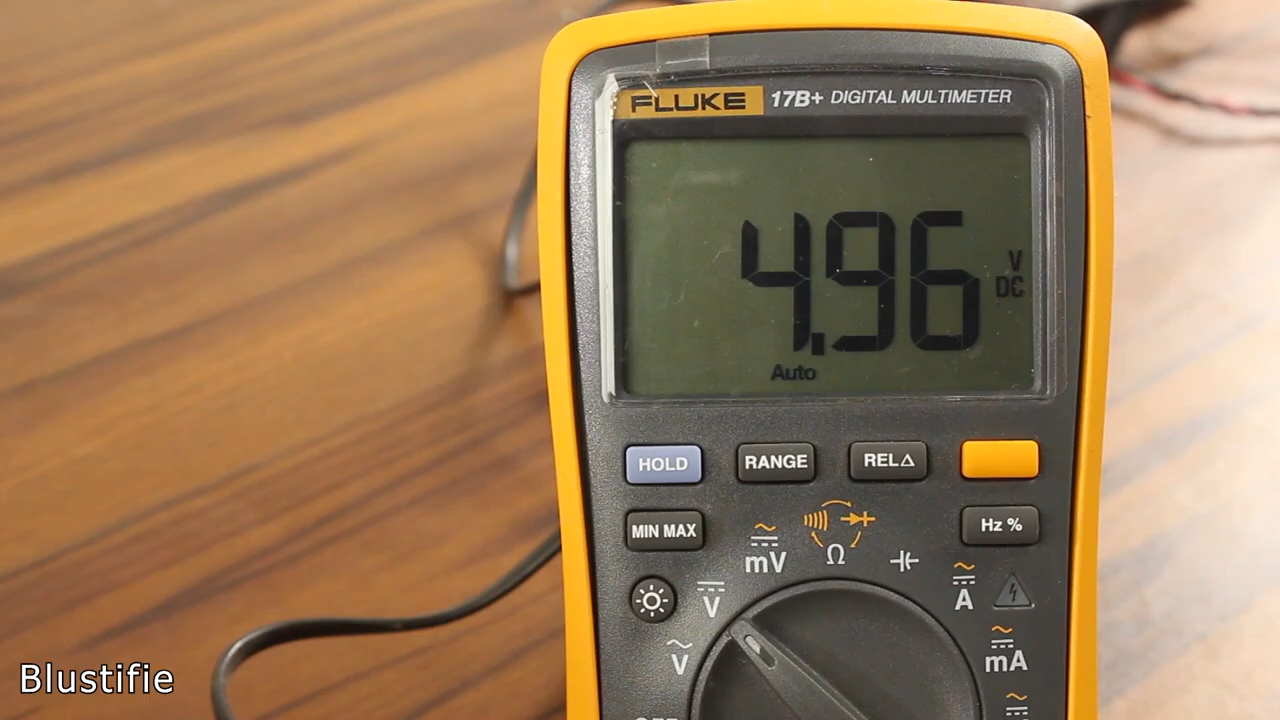 FLUKE 17B+ DIGITAL MULTIMETER
4.96 V DC
Auto
HOLD RANGE REL△
MIN MAX Hz %
mV Ω
V A
V mA
Blustifie